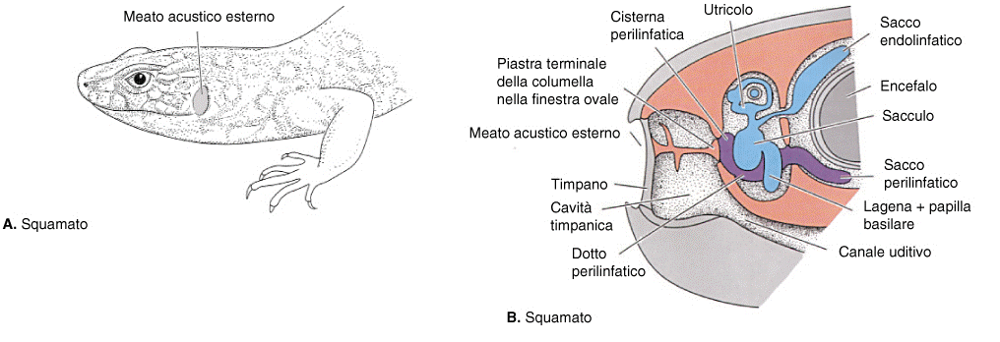 Meato acustico esterno
A. Squamato
Cisterna
perilinfatica
Utricolo
Sacco
endolinfatico
Piastra terminale
della columella
nella finestra ovale
Encefalo
Sacculo
Meato acustico esterno
Sacco
perilinfatico
Timpano
Cavità
timpanica
Lagena + papilla
basilare
Dotto
perilinfatico
Canale uditivo
B. Squamato